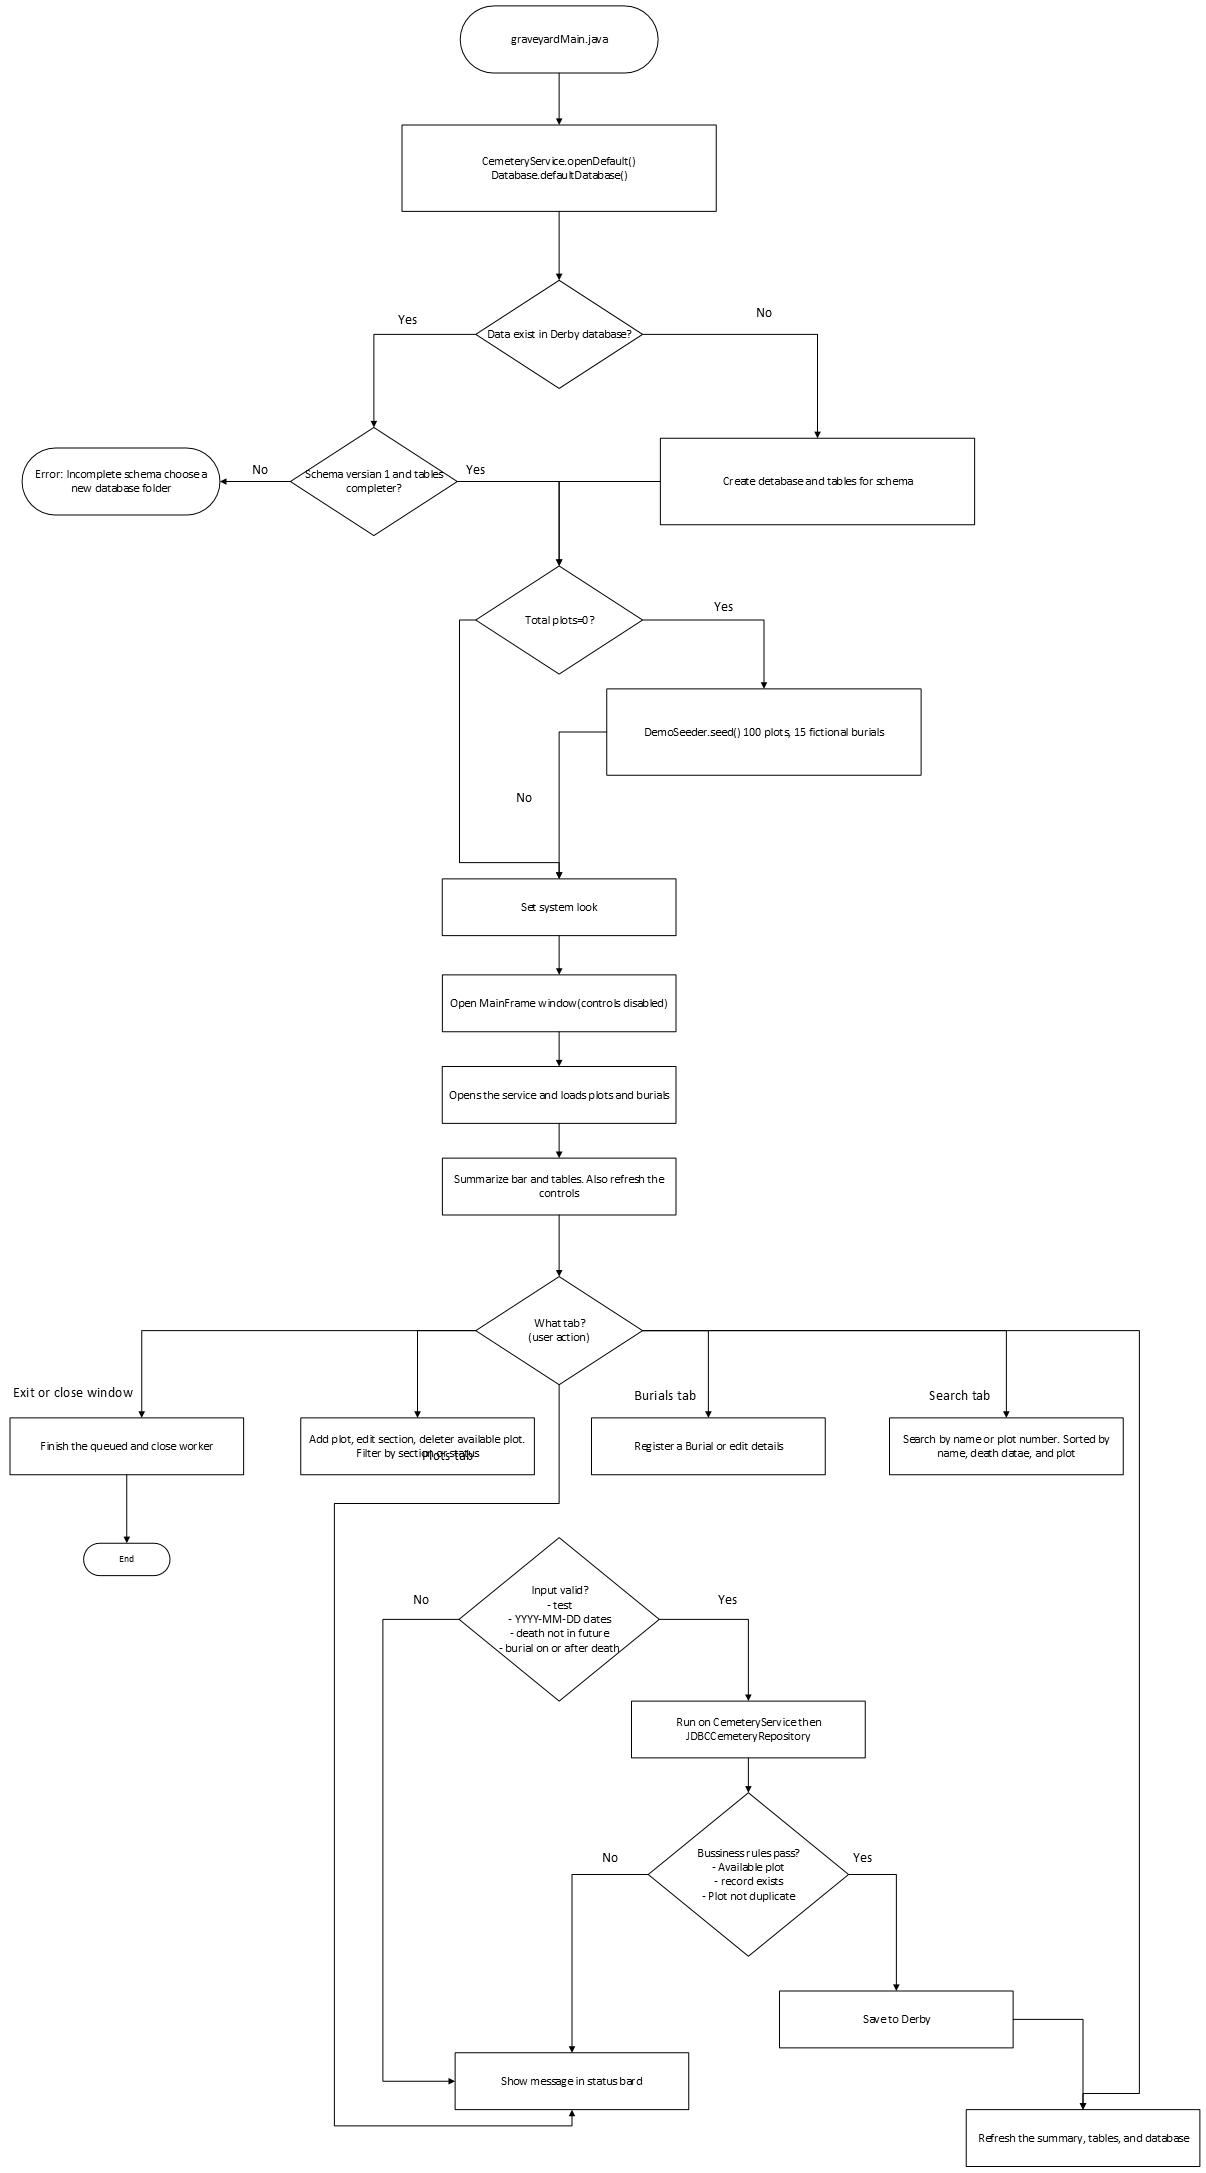 graveyardMain.java
CemeteryService.openDefault()
Database.defaultDatabase()
No
Yes
Data exist in Derby database?
No
Yes
Error: Incomplete schema choose a
new database folder
Schema versian 1 and tables
completer?
Create detabase and tables for schema
Yes
Total plots=0?
DemoSeeder.seed() 100 plots, 15 fictional burials
No
Set system look
Open MainFrame window(controls disabled)
Opens the service and loads plots and burials
Summarize bar and tables. Also refresh the
controls
What tab?
(user action)
Exit or close window
Burials tab
Search tab
Finish the queued and close worker
Add plot, edit section, deleter available plot.
Filter by section or status
Plots tab
Register a Burial or edit details
Search by name or plot number. Sorted by
name, death datae, and plot
End
Input valid?
- test
- YYYY-MM-DD dates
- death not in future
- burial on or after death
No
Yes
Run on CemeteryService then
JDBCCemeteryRepository
Bussiness rules pass?
- Available plot
- record exists
- Plot not duplicate
No
Yes
Save to Derby
Show message in status bard
Refresh the summary, tables, and database